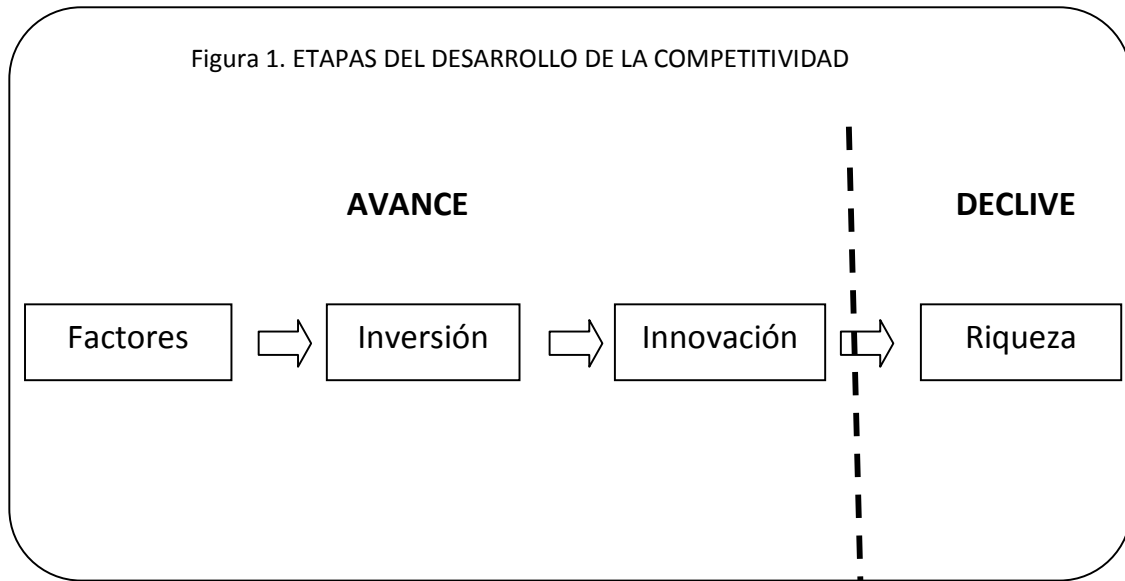 Figura 1. ETAPAS DEL DESARROLLO DE LA COMPETITIVIDAD
AVANCE DECLIVE
Factores Inversión Innovación Riqueza